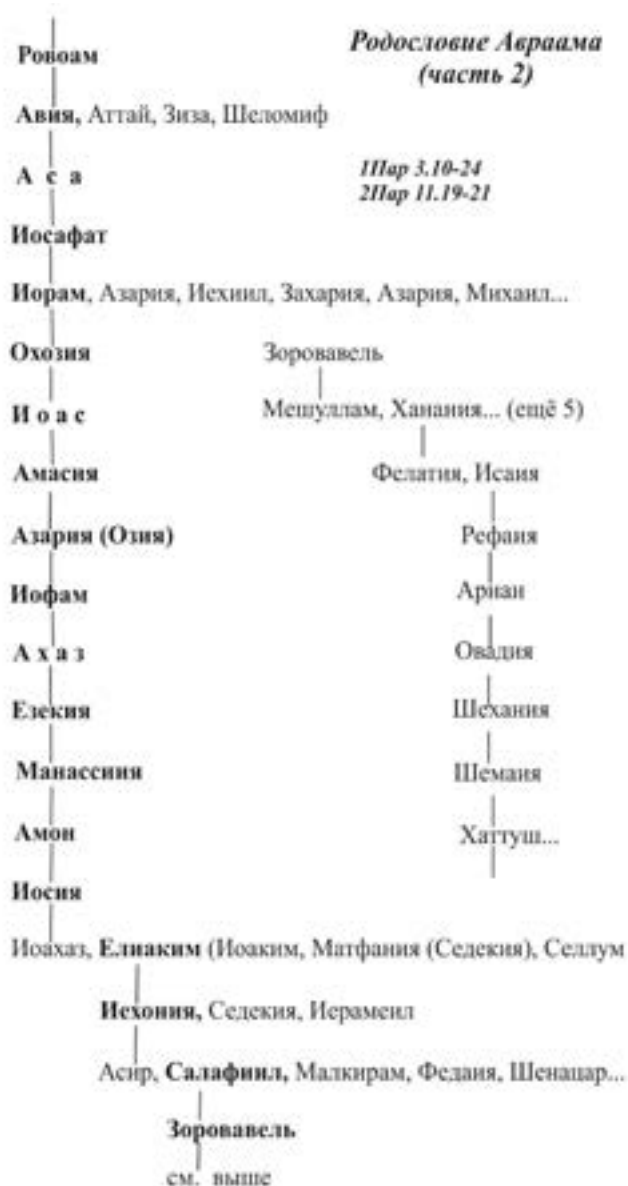 Родословие Авраама
(часть 2)
Ровоам
Авия, Аттай, Зиза, Шеломиф
А с а
1Пар 3.10-24
2Пар 11.19-21
Иосафат
Иорам, Азария, Иехиил, Захария, Азария, Михаил...
Охозия
Зоровавель
И о а с
Мешуллам, Ханания... (ещё 5)
Амасия
Фелатия, Исаия
Азария (Озия)
Рефаия
Иофам
Арнан
А х а з
Овадия
Езекия
Шехания
Манассиия
Шемаия
Амон
Хаттуш...
Иосия
Иоахаз, Елиаким (Иоаким, Матфания (Седекия), Селлум
Иехония, Седекия, Иерамеил
Асир, Салафиил, Малкирам, Федаия, Шенацар...
Зоровавель
см. выше